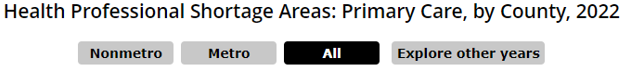 Health Professional Shortage Areas: Primary Care, by County, 2022
Nonmetro Metro All Explore other years